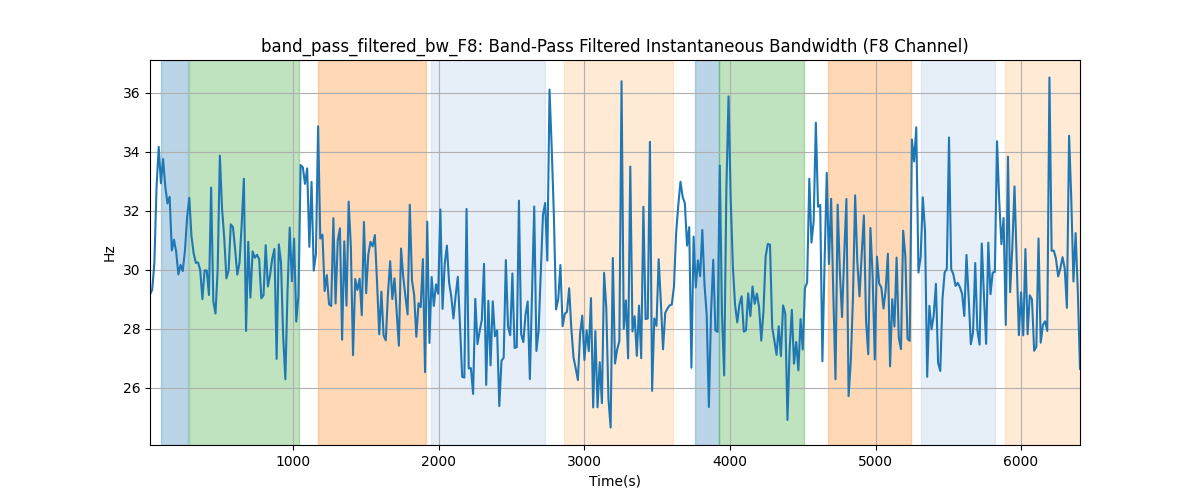 band_pass_filtered_bw_F8: Band-Pass Filtered Instantaneous Bandwidth (F8 Channel)
36
34
32
30
28
26
Hz
1000 2000 3000 4000 5000 6000
Time(s)